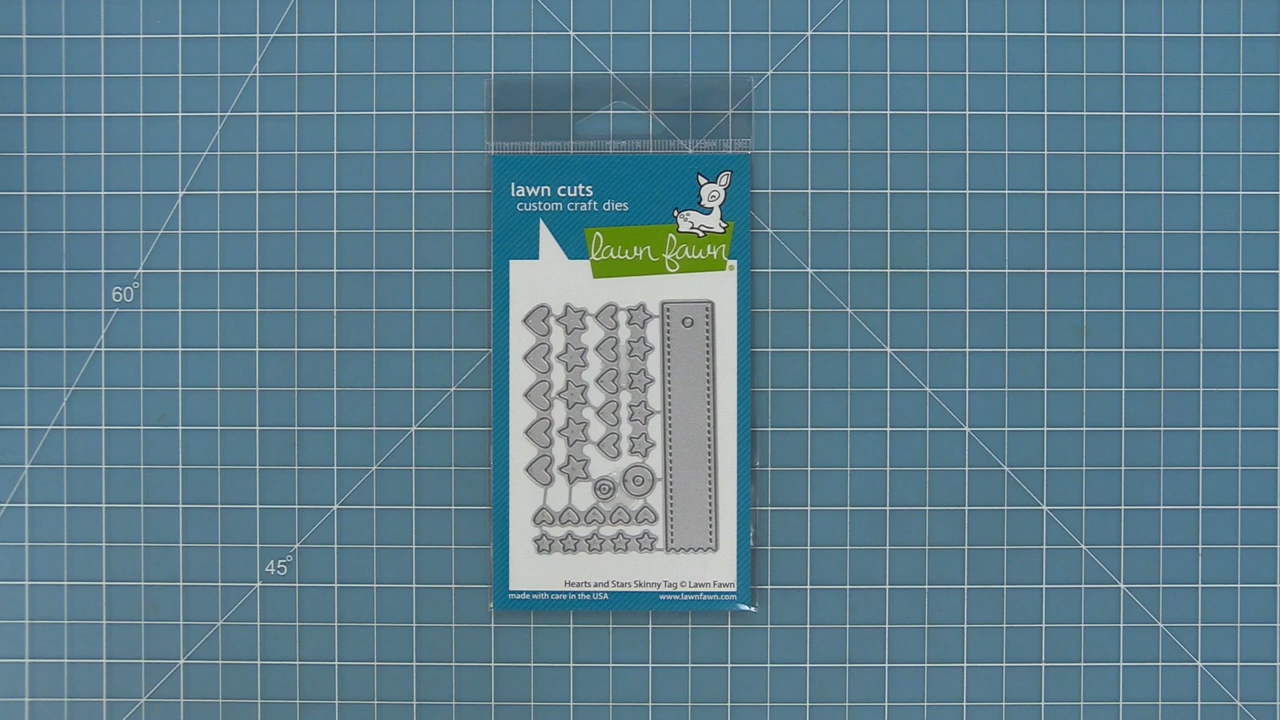 lawn cuts
custom craft dies
lawn fawn®
60°
45°
Hearts and Stars Skinny Tag © Lawn Fawn
made with care in the USA www.lawnfawn.com